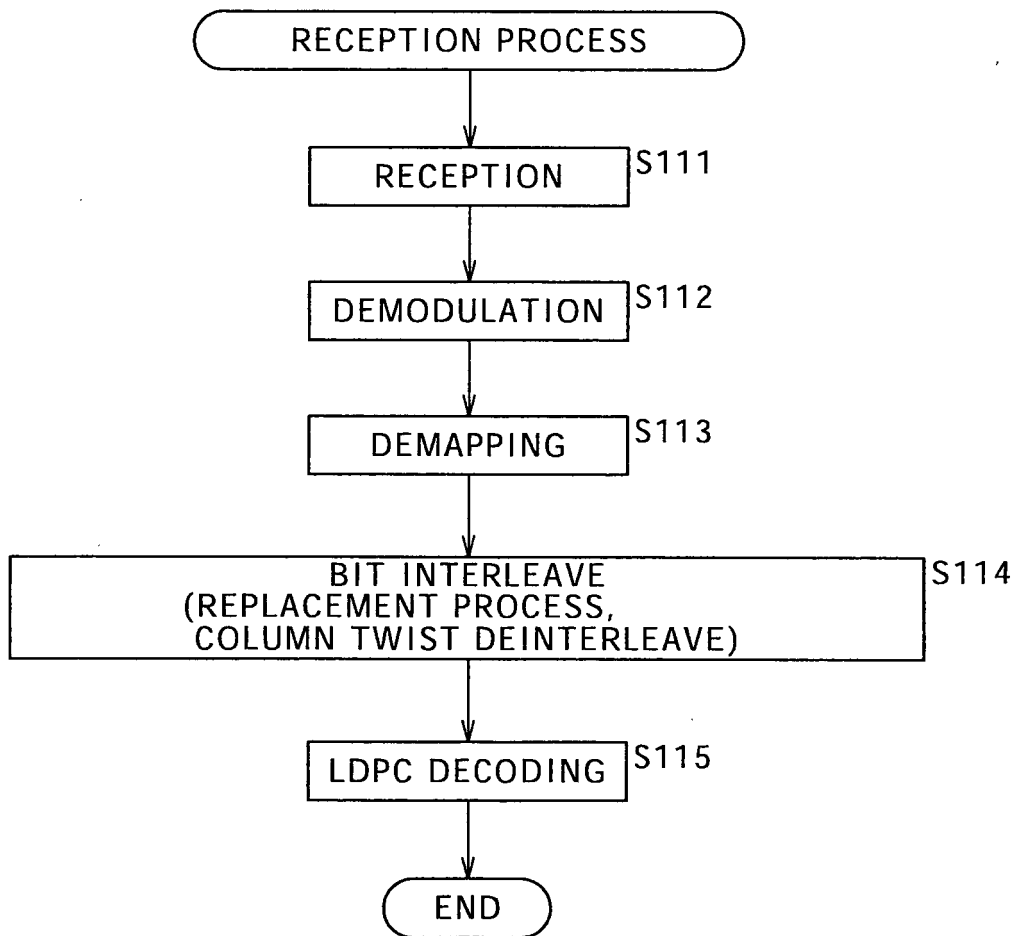 RECEPTION PROCESS
RECEPTION
S111
DEMODULATION
S112
DEMAPPING
S113
BIT INTERLEAVE
(REPLACEMENT PROCESS,
COLUMN TWIST DEINTERLEAVE)
S114
LDPC DECODING
S115
END